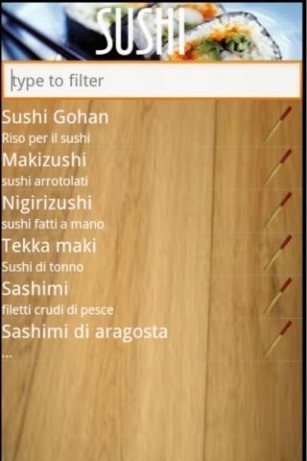 SUSHI
type to filter
Sushi Gohan
Riso per il sushi
Makizushi
sushi arrotolati
Nigirizushi
sushi fatti a mano
Tekka maki
Sushi di tonno
Sashimi
filetti crudi di pesce
Sashimi di aragosta
...